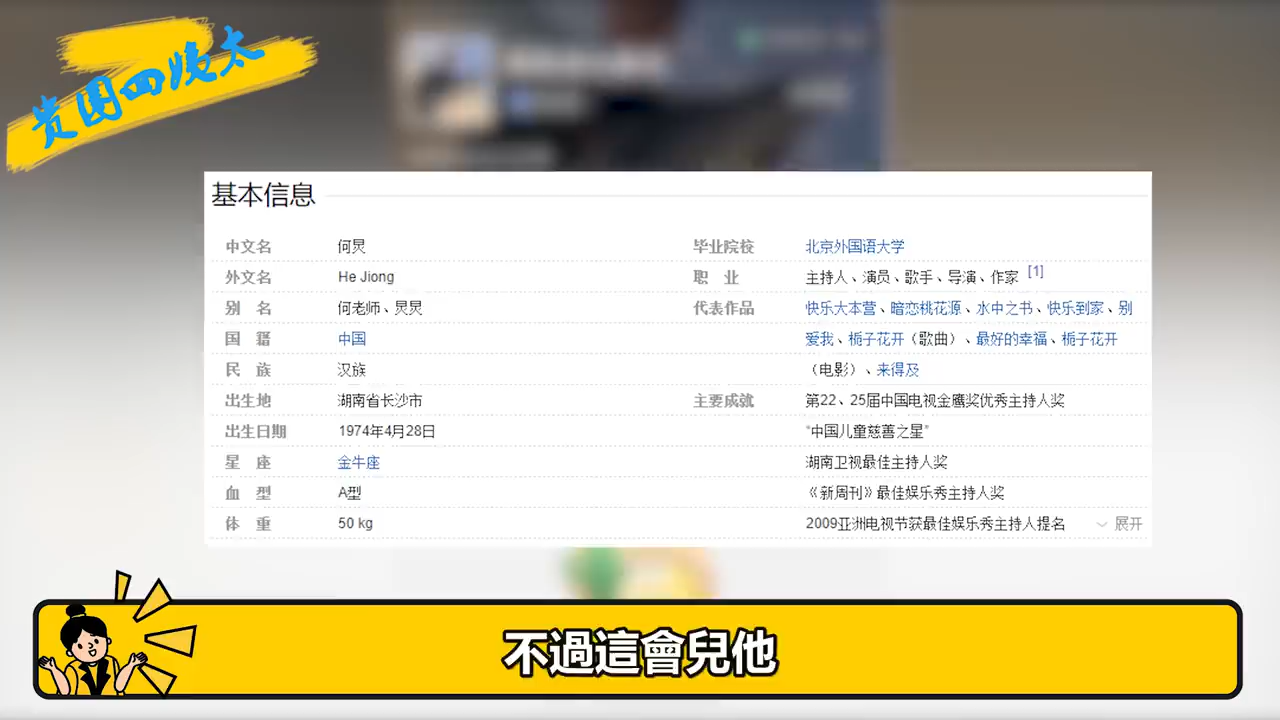 贵圈四姨太
基本信息
中文名 何炅
外文名 He Jiong
别 名 何老师、炅炅
国 籍 中国
民 族 汉族
出生地 湖南省长沙市
出生日期 1974年4月28日
星 座 金牛座
血 型 A型
体 重 50 kg
毕业院校 北京外国语大学
职 业 主持人、演员、歌手、导演、作家 [1]
代表作品 快乐大本营、暗恋桃花源、水中之书、快乐到家、别
爱我、栀子花开（歌曲）、最好的幸福、栀子花开
（电影）、来得及
主要成就 第22、25届中国电视金鹰奖优秀主持人奖
“中国儿童慈善之星”
湖南卫视最佳主持人奖
《新周刊》最佳娱乐秀主持人奖
2009亚洲电视节获最佳娱乐秀主持人提名
展开
不過這會兒他